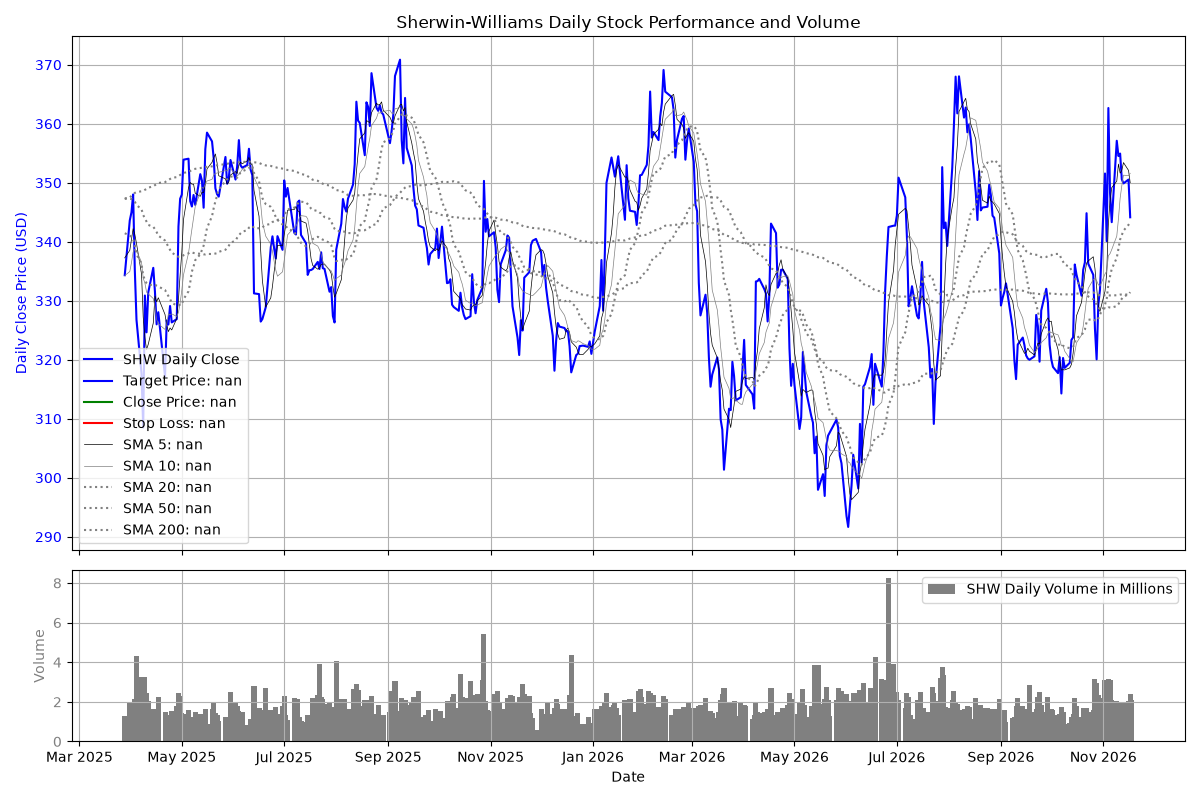 Sherwin-Williams Daily Stock Performance and Volume
Daily Close Price (USD)
370
360
350
340
330
320
310
300
290
SHW Daily Close
Target Price: nan
Close Price: nan
Stop Loss: nan
SMA 5: nan
SMA 10: nan
SMA 20: nan
SMA 50: nan
SMA 200: nan
Volume
8
6
4
2
0
SHW Daily Volume in Millions
Mar 2025 May 2025 Jul 2025 Sep 2025 Nov 2025 Jan 2026 Mar 2026 May 2026 Jul 2026 Sep 2026 Nov 2026
Date